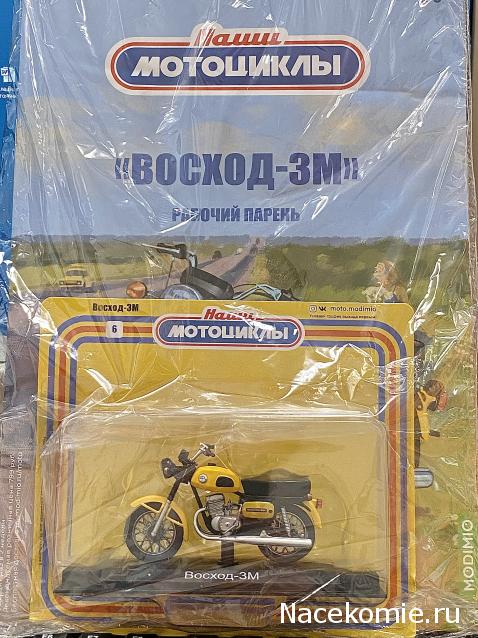 Наши
МОТОЦИКЛЫ
«ВОСХОД-3М»
РАБОЧИЙ ПАРЕНЬ
Восход-3М
6
Наши
МОТОЦИКЛЫ
moto.modimio
Восход-3М
MODIMIO
Nacekomie.ru